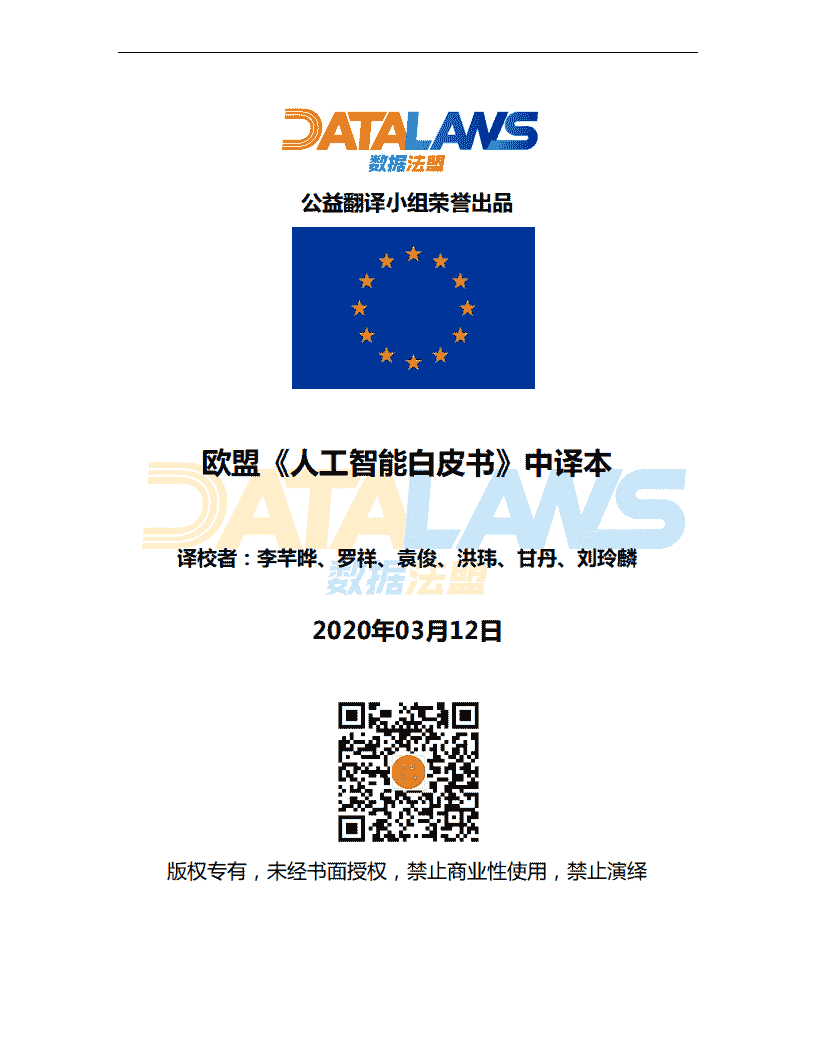 DATALAWS
数据法盟
公益翻译小组荣誉出品
欧盟《人工智能白皮书》中译本
DATALAWS
译校者：李芊晔、罗祥、袁俊、洪玮、甘丹、刘玲麟
数据法盟
2020年03月12日
版权专有，未经书面授权，禁止商业性使用，禁止演绎